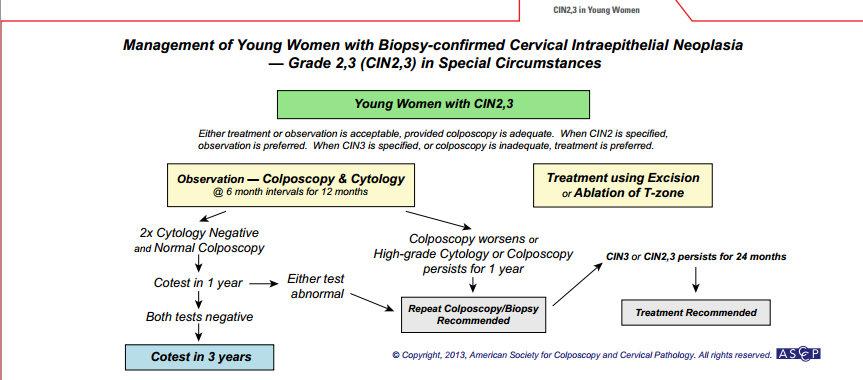 CIN2,3 in Young Women
Management of Young Women with Biopsy-confirmed Cervical Intraepithelial Neoplasia
— Grade 2,3 (CIN2,3) in Special Circumstances
Young Women with CIN2,3
Either treatment or observation is acceptable, provided colposcopy is adequate. When CIN2 is specified,
observation is preferred. When CIN3 is specified, or colposcopy is inadequate, treatment is preferred.
Observation — Colposcopy & Cytology
@ 6 month intervals for 12 months
Treatment using Excision
or Ablation of T-zone
2x Cytology Negative
and Normal Colposcopy
Colposcopy worsens or
High-grade Cytology or Colposcopy
persists for 1 year
CIN3 or CIN2,3 persists for 24 months
Cotest in 1 year
Either test
abnormal
Repeat Colposcopy/Biopsy
Recommended
Treatment Recommended
Both tests negative
Cotest in 3 years
© Copyright, 2013, American Society for Colposcopy and Cervical Pathology. All rights reserved.
ASCCP